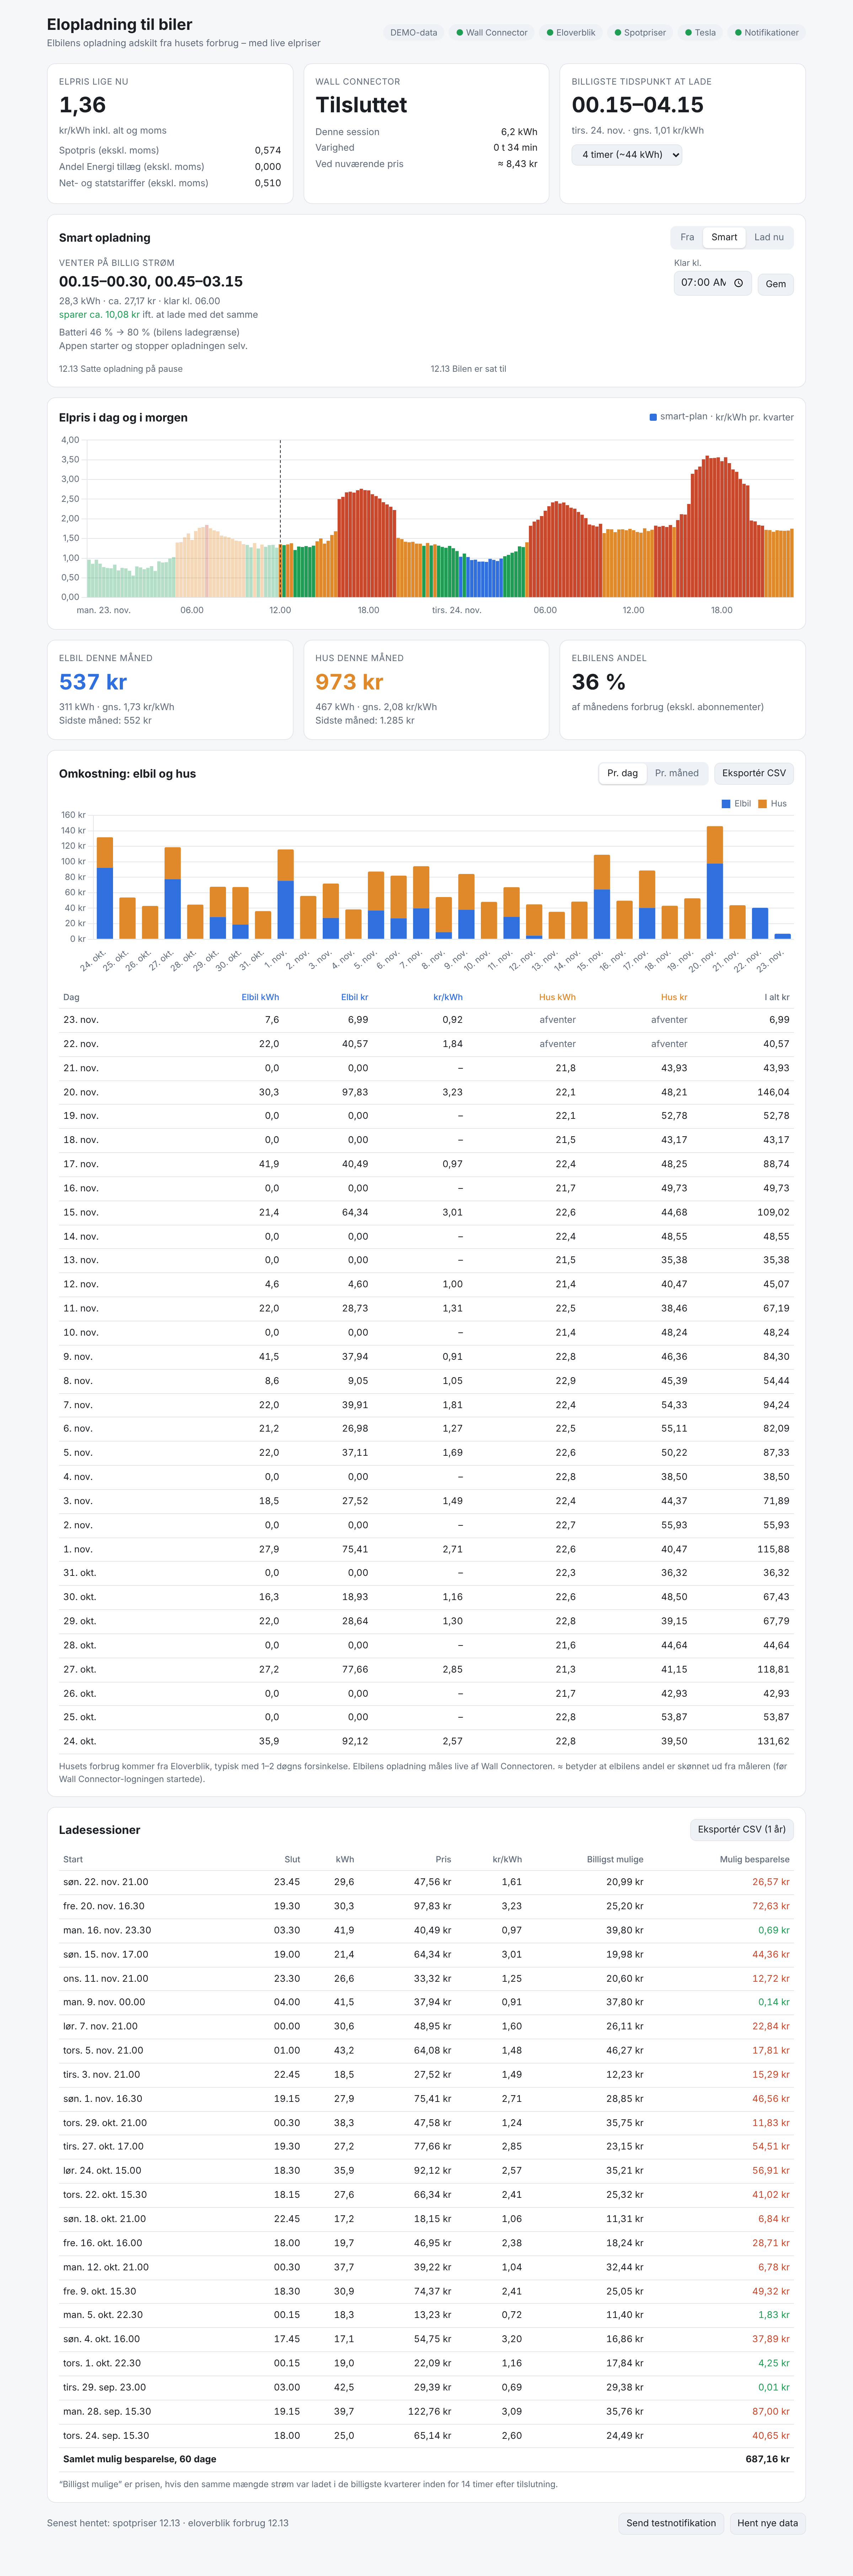 Elopladning til biler
Elbilens opladning adskilt fra husets forbrug – med live elpriser
DEMO-data
Wall Connector
Eloverblik
Spotpriser
Tesla
Notifikationer
ELPRIS LIGE NU
1,36
kr/kWh inkl. alt og moms
Spotpris (ekskl. moms) 0,574
Andel Energi tillæg (ekskl. moms) 0,000
Net- og statstariffer (ekskl. moms) 0,510
WALL CONNECTOR
Tilsluttet
Denne session 6,2 kWh
Varighed 0 t 34 min
Ved nuværende pris ≈ 8,43 kr
BILLIGSTE TIDSPUNKT AT LADE
00.15–04.15
tirs. 24. nov. · gns. 1,01 kr/kWh
4 timer (~44 kWh)
Smart opladning
Fra Smart Lad nu
VENTER PÅ BILLIG STRØM
00.15–00.30, 00.45–03.15
28,3 kWh · ca. 27,17 kr · klar kl. 06.00
sparer ca. 10,08 kr ift. at lade med det samme
Batteri 46 % → 80 % (bilens ladegrænse)
Appen starter og stopper opladningen selv.
Klar kl.
07:00 AM Gem
12.13 Satte opladning på pause 12.13 Bilen er sat til
Elpris i dag og i morgen
smart-plan · kr/kWh pr. kvarter
4,00
3,50
3,00
2,50
2,00
1,50
1,00
0,50
0,00
man. 23. nov. 06.00 12.00 18.00 tirs. 24. nov. 06.00 12.00 18.00
ELBIL DENNE MÅNED
537 kr
311 kWh · gns. 1,73 kr/kWh
Sidste måned: 552 kr
HUS DENNE MÅNED
973 kr
467 kWh · gns. 2,08 kr/kWh
Sidste måned: 1.285 kr
ELBILENS ANDEL
36 %
af månedens forbrug (ekskl. abonnementer)
Omkostning: elbil og hus
Pr. dag Pr. måned Eksportér CSV
Elbil Hus
160 kr
140 kr
120 kr
100 kr
80 kr
60 kr
40 kr
20 kr
0 kr
24. okt. 25. okt. 26. okt. 27. okt. 28. okt. 29. okt. 30. okt. 31. okt. 1. nov. 2. nov. 3. nov. 4. nov. 5. nov. 6. nov. 7. nov. 8. nov. 9. nov. 10. nov. 11. nov. 12. nov. 13. nov. 14. nov. 15. nov. 16. nov. 17. nov. 18. nov. 19. nov. 20. nov. 21. nov. 22. nov. 23. nov.
Dag Elbil kWh Elbil kr kr/kWh Hus kWh Hus kr I alt kr
23. nov. 7,6 6,99 0,92 afventer afventer 6,99
22. nov. 22,0 40,57 1,84 afventer afventer 40,57
21. nov. 0,0 0,00 – 21,8 43,93 43,93
20. nov. 30,3 97,83 3,23 22,1 48,21 146,04
19. nov. 0,0 0,00 – 22,1 52,78 52,78
18. nov. 0,0 0,00 – 21,5 43,17 43,17
17. nov. 41,9 40,49 0,97 22,4 48,25 88,74
16. nov. 0,0 0,00 – 21,7 49,73 49,73
15. nov. 21,4 64,34 3,01 22,6 44,68 109,02
14. nov. 0,0 0,00 – 22,4 48,55 48,55
13. nov. 0,0 0,00 – 21,5 35,38 35,38
12. nov. 4,6 4,60 1,00 21,4 40,47 45,07
11. nov. 22,0 28,73 1,31 22,5 38,46 67,19
10. nov. 0,0 0,00 – 21,4 48,24 48,24
9. nov. 41,5 37,94 0,91 22,8 46,36 84,30
8. nov. 8,6 9,05 1,05 22,9 45,39 54,44
7. nov. 22,0 39,91 1,81 22,4 54,33 94,24
6. nov. 21,2 26,98 1,27 22,5 55,11 82,09
5. nov. 22,0 37,11 1,69 22,6 50,22 87,33
4. nov. 0,0 0,00 – 22,8 38,50 38,50
3. nov. 18,5 27,52 1,49 22,4 44,37 71,89
2. nov. 0,0 0,00 – 22,7 55,93 55,93
1. nov. 27,9 75,41 2,71 22,6 40,47 115,88
31. okt. 0,0 0,00 – 22,3 36,32 36,32
30. okt. 16,3 18,93 1,16 22,6 48,50 67,43
29. okt. 22,0 28,64 1,30 22,8 39,15 67,79
28. okt. 0,0 0,00 – 21,6 44,64 44,64
27. okt. 27,2 77,66 2,85 21,3 41,15 118,81
26. okt. 0,0 0,00 – 21,7 42,93 42,93
25. okt. 0,0 0,00 – 22,8 53,87 53,87
24. okt. 35,9 92,12 2,57 22,8 39,50 131,62
Husets forbrug kommer fra Eloverblik, typisk med 1–2 døgns forsinkelse. Elbilens opladning måles live af Wall Connectoren. ≈ betyder at elbilens andel er skønnet ud fra måleren (før
Wall Connector-logningen startede).
Ladesessioner
Eksportér CSV (1 år)
Start Slut kWh Pris kr/kWh Billigst mulige Mulig besparelse
søn. 22. nov. 21.00 23.45 29,6 47,56 kr 1,61 20,99 kr 26,57 kr
fre. 20. nov. 16.30 19.30 30,3 97,83 kr 3,23 25,20 kr 72,63 kr
man. 16. nov. 23.30 03.30 41,9 40,49 kr 0,97 39,80 kr 0,69 kr
søn. 15. nov. 17.00 19.00 21,4 64,34 kr 3,01 19,98 kr 44,36 kr
ons. 11. nov. 21.00 23.30 26,6 33,32 kr 1,25 20,60 kr 12,72 kr
man. 9. nov. 00.00 04.00 41,5 37,94 kr 0,91 37,80 kr 0,14 kr
lør. 7. nov. 21.00 00.00 30,6 48,95 kr 1,60 26,11 kr 22,84 kr
tors. 5. nov. 21.00 01.00 43,2 64,08 kr 1,48 46,27 kr 17,81 kr
tirs. 3. nov. 21.00 22.45 18,5 27,52 kr 1,49 12,23 kr 15,29 kr
søn. 1. nov. 16.30 19.15 27,9 75,41 kr 2,71 28,85 kr 46,56 kr
tors. 29. okt. 21.00 00.30 38,3 47,58 kr 1,24 35,75 kr 11,83 kr
tirs. 27. okt. 17.00 19.30 27,2 77,66 kr 2,85 23,15 kr 54,51 kr
lør. 24. okt. 15.00 18.30 35,9 92,12 kr 2,57 35,21 kr 56,91 kr
tors. 22. okt. 15.30 18.15 27,6 66,34 kr 2,41 25,32 kr 41,02 kr
søn. 18. okt. 21.00 22.45 17,2 18,15 kr 1,06 11,31 kr 6,84 kr
fre. 16. okt. 16.00 18.00 19,7 46,95 kr 2,38 18,24 kr 28,71 kr
man. 12. okt. 21.00 00.30 37,7 39,22 kr 1,04 32,44 kr 6,78 kr
fre. 9. okt. 15.30 18.30 30,9 74,37 kr 2,41 25,05 kr 49,32 kr
man. 5. okt. 22.30 00.15 18,3 13,23 kr 0,72 11,40 kr 1,83 kr
søn. 4. okt. 16.00 17.45 17,1 54,75 kr 3,20 16,86 kr 37,89 kr
tors. 1. okt. 22.30 00.15 19,0 22,09 kr 1,16 17,84 kr 4,25 kr
tirs. 29. sep. 23.00 03.00 42,5 29,39 kr 0,69 29,38 kr 0,01 kr
man. 28. sep. 15.30 19.15 39,7 122,76 kr 3,09 35,76 kr 87,00 kr
tors. 24. sep. 15.30 18.00 25,0 65,14 kr 2,60 24,49 kr 40,65 kr
Samlet mulig besparelse, 60 dage 687,16 kr
"Billigst mulige" er prisen, hvis den samme mængde strøm var ladet i de billigste kvarterer inden for 14 timer efter tilslutning.
Senest hentet: spotpriser 12.13 · eloverblik forbrug 12.13
Send testnotifikation Hent nye data